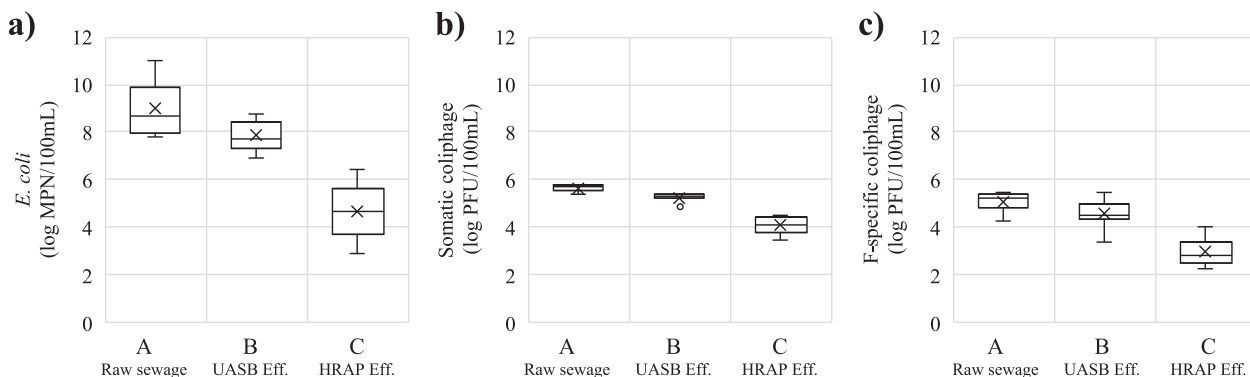 a)
E. coli
(log MPN/100mL)
12
10
8
6
4
2
0
A
B
C
Raw sewage
UASB Eff.
HRAP Eff.
b)
Somatic coliphage
(log PFU/100mL)
12
10
8
6
4
2
0
A
B
C
Raw sewage
UASB Eff.
HRAP Eff.
c)
F-specific coliphage
(log PFU/100mL)
12
10
8
6
4
2
0
A
B
C
Raw sewage
UASB Eff.
HRAP Eff.